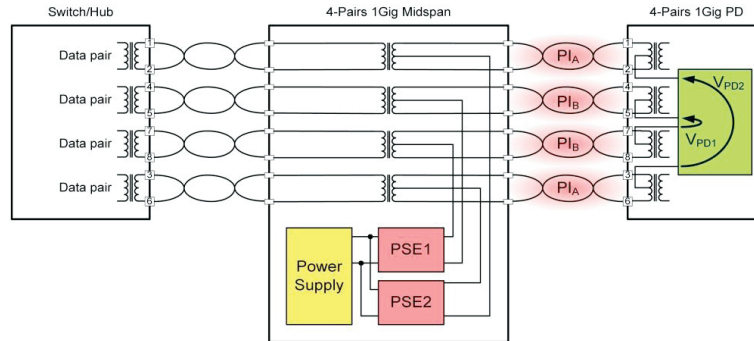 Switch/Hub
4-Pairs 1Gig Midspan
4-Pairs 1Gig PD
Data pair
1
2
PIA
1
2
Data pair
4
5
PIB
4
5
Data pair
7
8
PIB
7
8
Data pair
3
6
PIA
3
6
VPD2
VPD1
Power
Supply
PSE1
PSE2